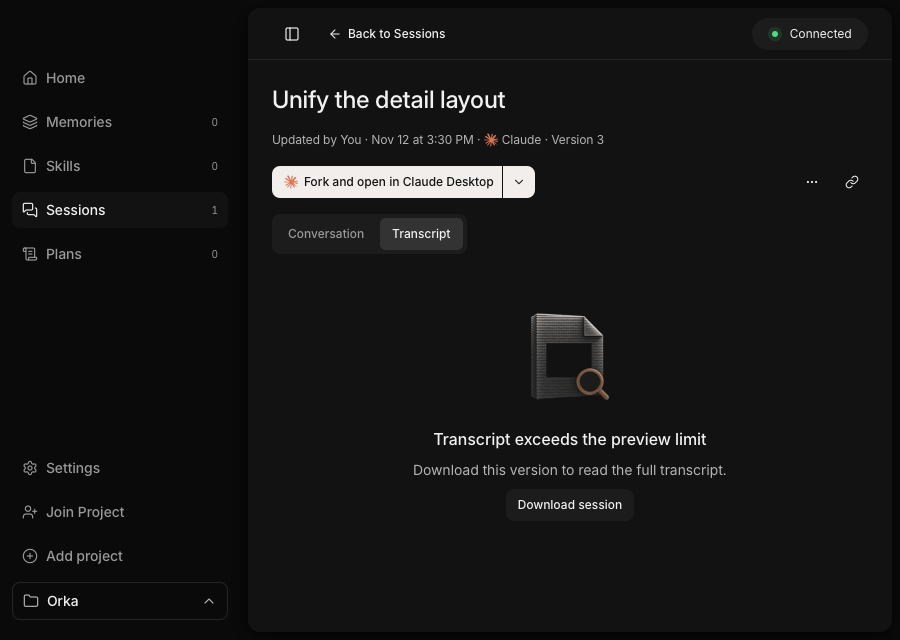 Back to Sessions
Connected
Home
Memories 0
Skills 0
Sessions 1
Plans 0
Settings
Join Project
Add project
Orka
Unify the detail layout
Updated by You · Nov 12 at 3:30 PM · Claude · Version 3
Fork and open in Claude Desktop
Conversation
Transcript
Transcript exceeds the preview limit
Download this version to read the full transcript.
Download session